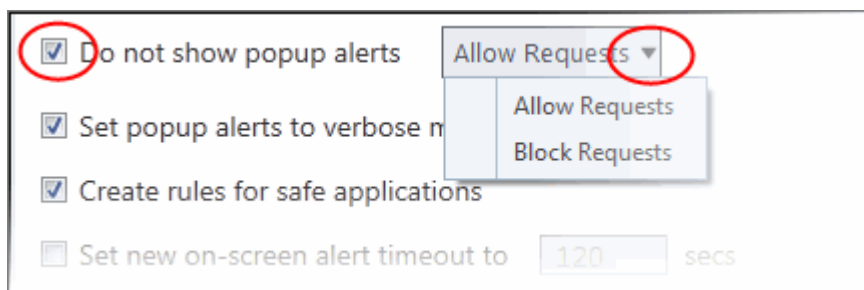 Do not show popup alerts Allow Requests
Allow Requests
Set popup alerts to verbose m
Block Requests
Create rules for safe applications
Set new on-screen alert timeout to 120 secs